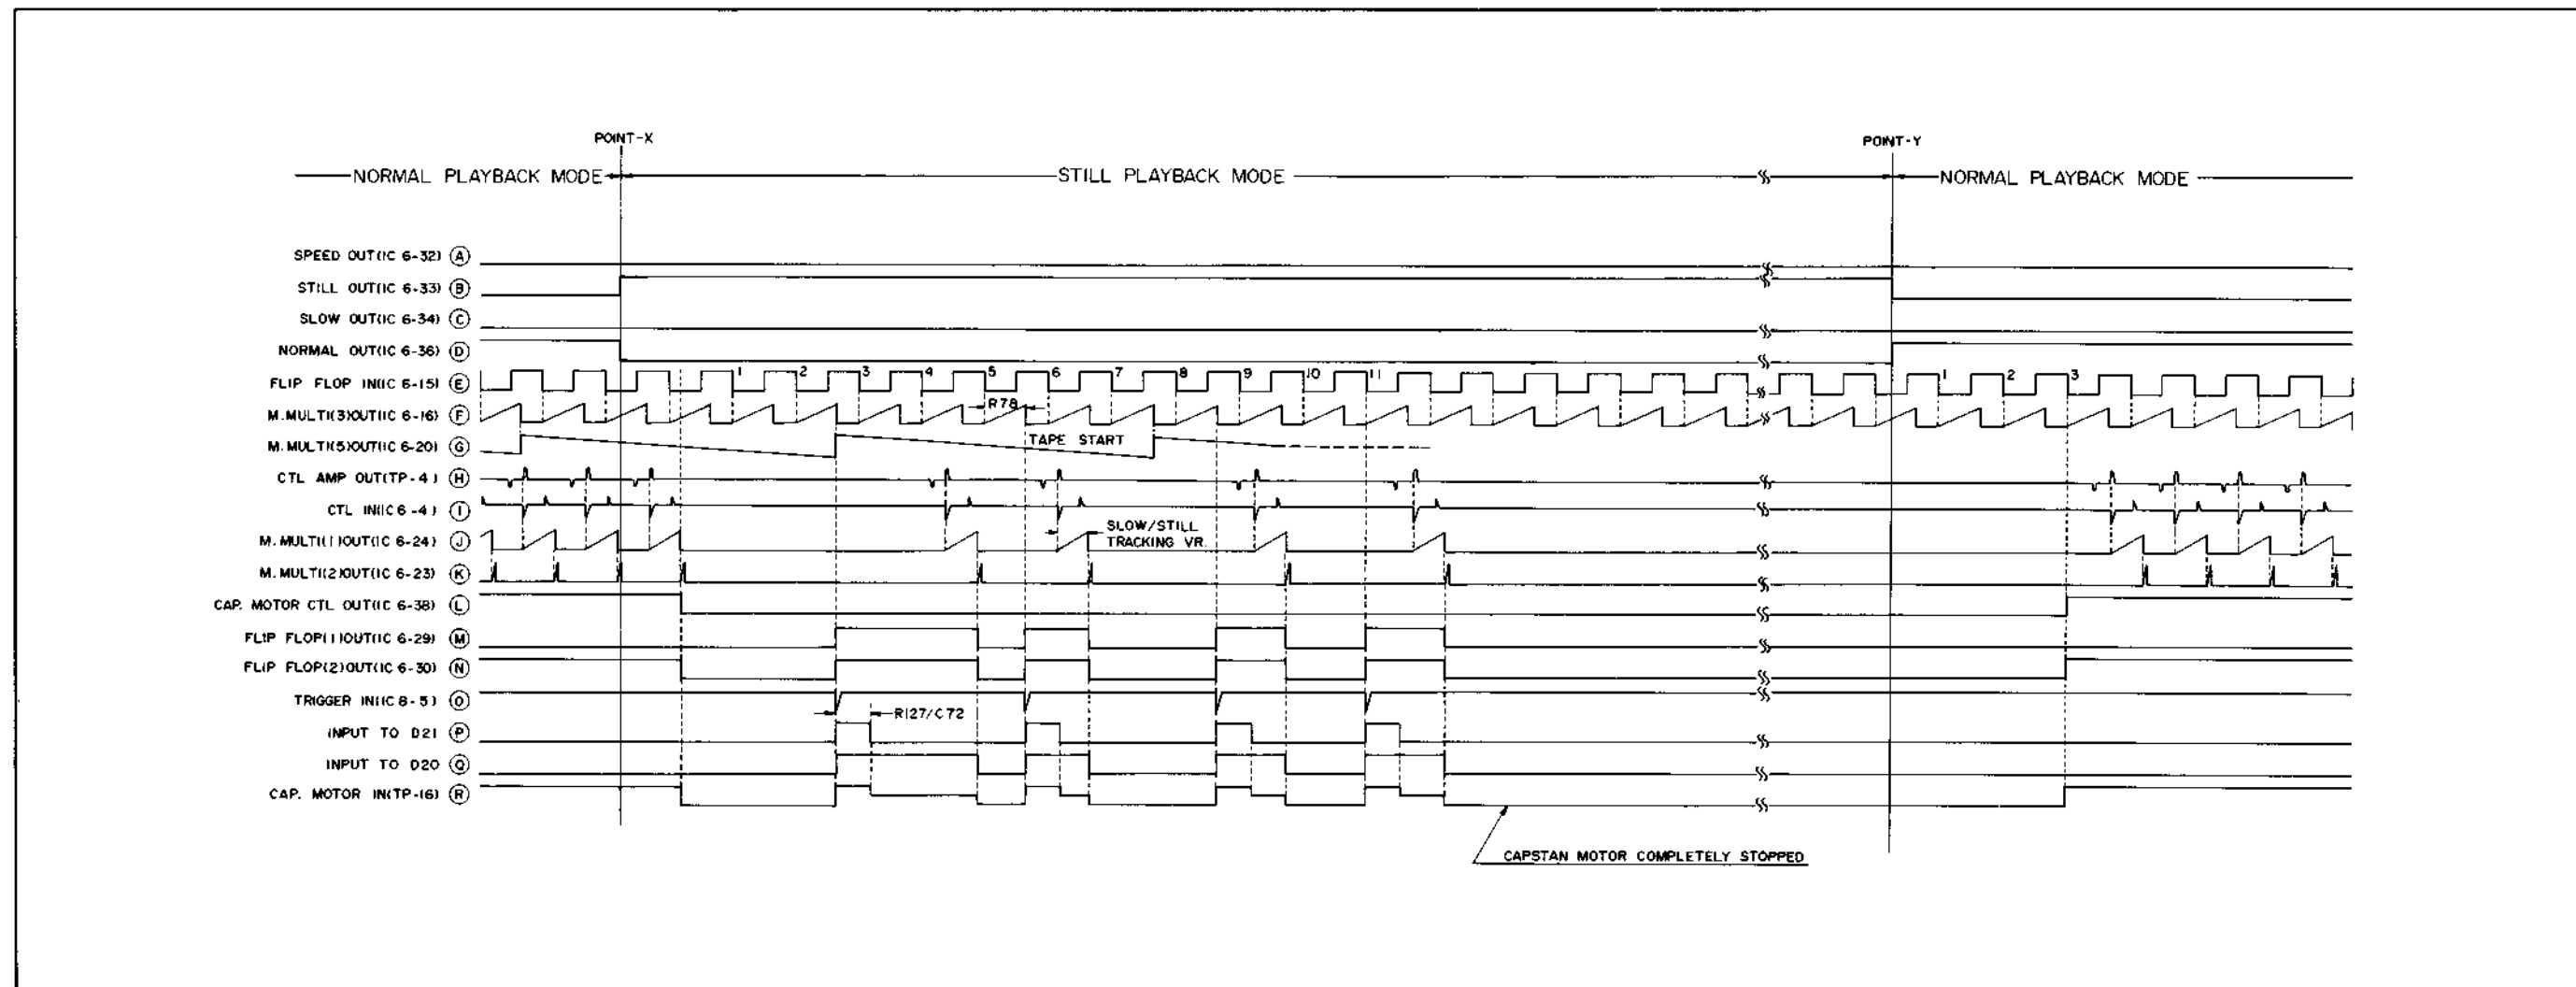 POINT-X
POINT-Y
NORMAL PLAYBACK MODE
STILL PLAYBACK MODE
NORMAL PLAYBACK MODE
SPEED OUT(IC 6-32) A
STILL OUT(IC 6-33) B
SLOW OUT(IC 6-34) C
NORMAL OUT(IC 6-36) D
FLIP FLOP IN(IC 6-15) E
1 2 3 4 5 6 7 8 9 10 11 1 2 3
M.MULTI(3)OUT(IC 6-16) F
R78
M.MULTI(5)OUT(IC 6-20) G
TAPE START
CTL AMP OUT(TP-4) H
CTL IN(IC 6-4) I
SLOW/STILL
TRACKING VR.
M.MULTI(1)OUT(IC 6-24) J
M.MULTI(2)OUT(IC 6-23) K
CAP. MOTOR CTL OUT(IC 6-38) L
FLIP FLOP(1)OUT(IC 6-29) M
FLIP FLOP(2)OUT(IC 6-30) N
TRIGGER IN(IC 8-5) O
R127/C72
INPUT TO D21 P
INPUT TO D20 Q
CAP. MOTOR IN(TP-16) R
CAPSTAN MOTOR COMPLETELY STOPPED